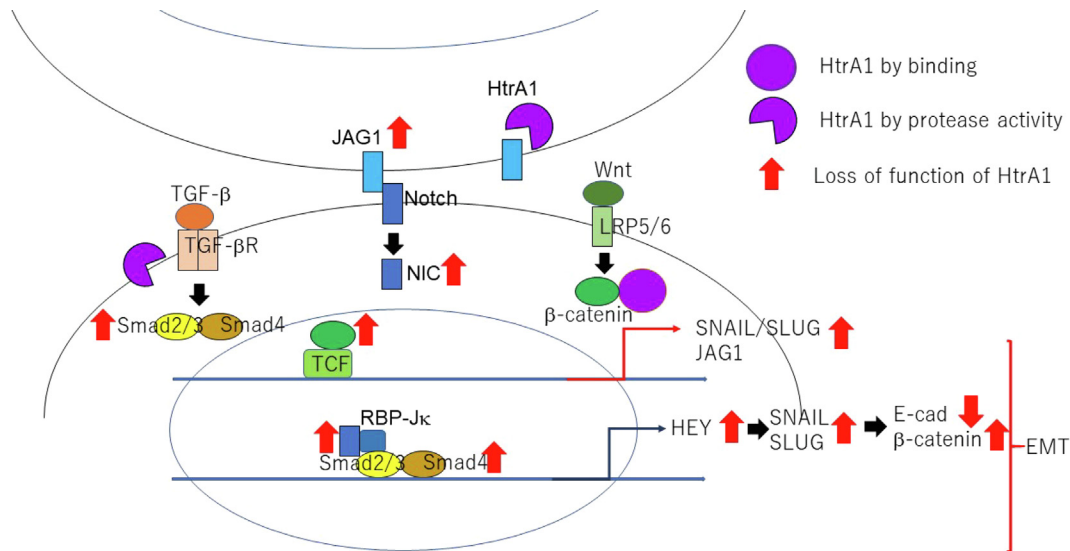 HtrA1 by binding
HtrA1 by protease activity
Loss of function of HtrA1
HtrA1
JAG1
Wnt
TGF-β
Notch
LRP5/6
TGF-βR
NIC
β-catenin
Smad2/3 Smad4
TCF
SNAIL/SLUG
JAG1
RBP-Jκ
Smad2/3 Smad4
HEY
SNAIL
SLUG
E-cad
β-catenin
EMT